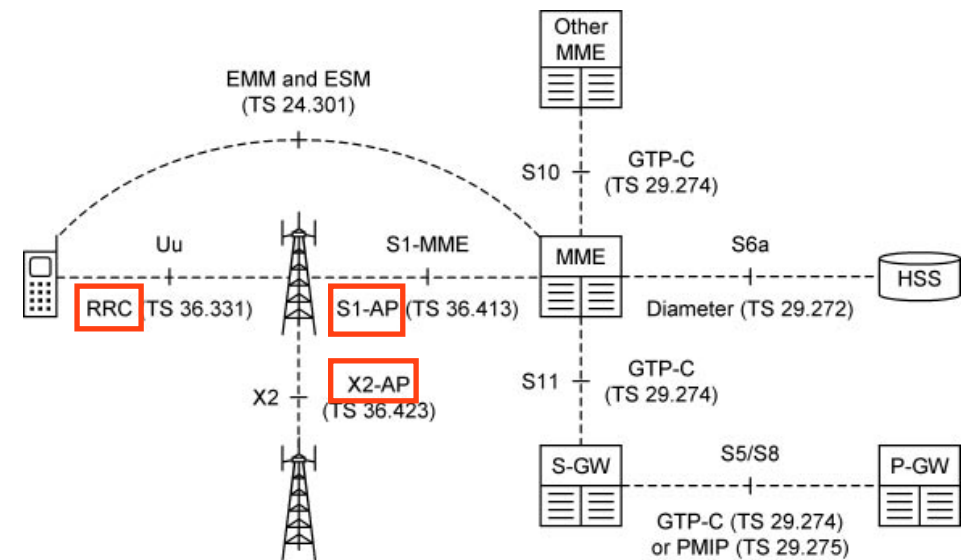 Other
MME
EMM and ESM
(TS 24.301)
S10
GTP-C
(TS 29.274)
Uu
S1-MME
MME
S6a
HSS
RRC (TS 36.331)
S1-AP (TS 36.413)
Diameter (TS 29.272)
X2
X2-AP
(TS 36.423)
S11
GTP-C
(TS 29.274)
S-GW
S5/S8
P-GW
GTP-C (TS 29.274)
or PMIP (TS 29.275)